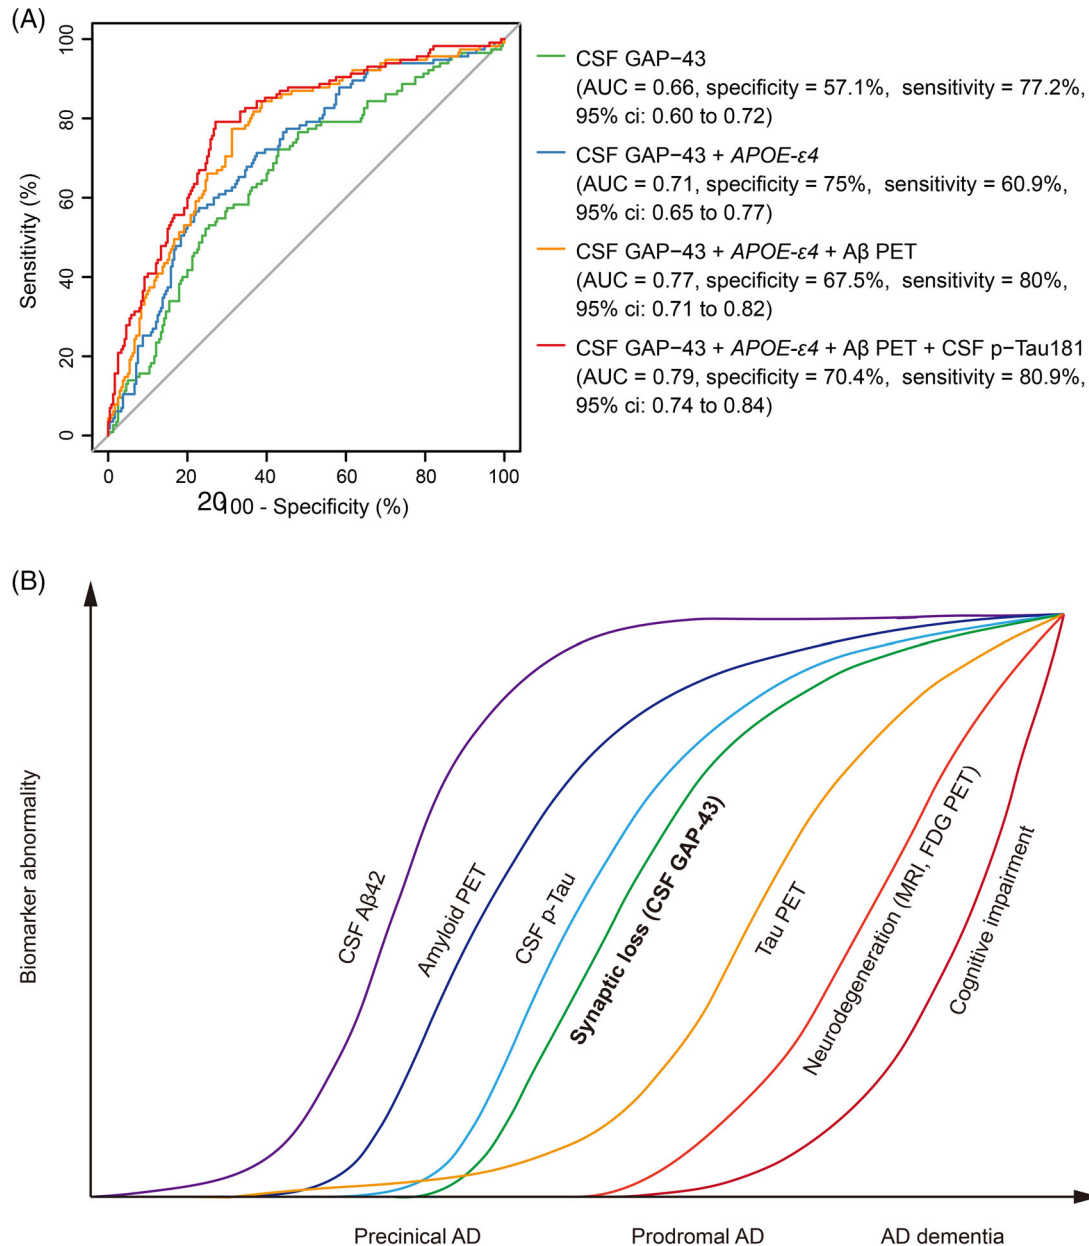 (A)
100
80
60
40
20
0
Sensitivity (%)
0 20 40 60 80 100
20
100 - Specificity (%)
CSF GAP−43
(AUC = 0.66, specificity = 57.1%, sensitivity = 77.2%,
95% ci: 0.60 to 0.72)
CSF GAP−43 + APOE-ε4
(AUC = 0.71, specificity = 75%, sensitivity = 60.9%,
95% ci: 0.65 to 0.77)
CSF GAP−43 + APOE-ε4 + Aβ PET
(AUC = 0.77, specificity = 67.5%, sensitivity = 80%,
95% ci: 0.71 to 0.82)
CSF GAP−43 + APOE-ε4 + Aβ PET + CSF p−Tau181
(AUC = 0.79, specificity = 70.4%, sensitivity = 80.9%,
95% ci: 0.74 to 0.84)
(B)
Biomarker abnormality
CSF Aβ42
Amyloid PET
CSF p-Tau
Synaptic loss (CSF GAP-43)
Tau PET
Neurodegeneration (MRI, FDG PET)
Cognitive impairment
Precinical AD
Prodromal AD
AD dementia